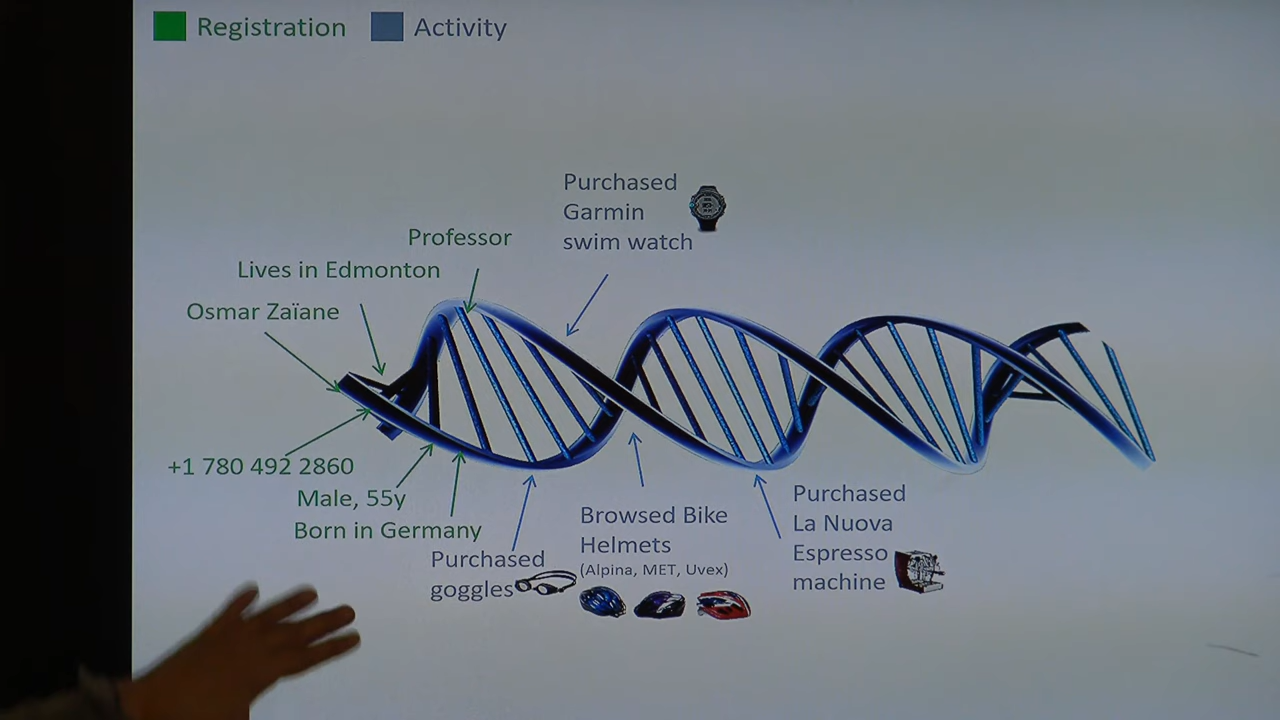 Registration
Activity
Purchased
Garmin
swim watch
Professor
Lives in Edmonton
Osmar Zaïane
+1 780 492 2860
Male, 55y
Born in Germany
Purchased
goggles
Browsed Bike
Helmets
(Alpina, MET, Uvex)
Purchased
La Nuova
Espresso
machine